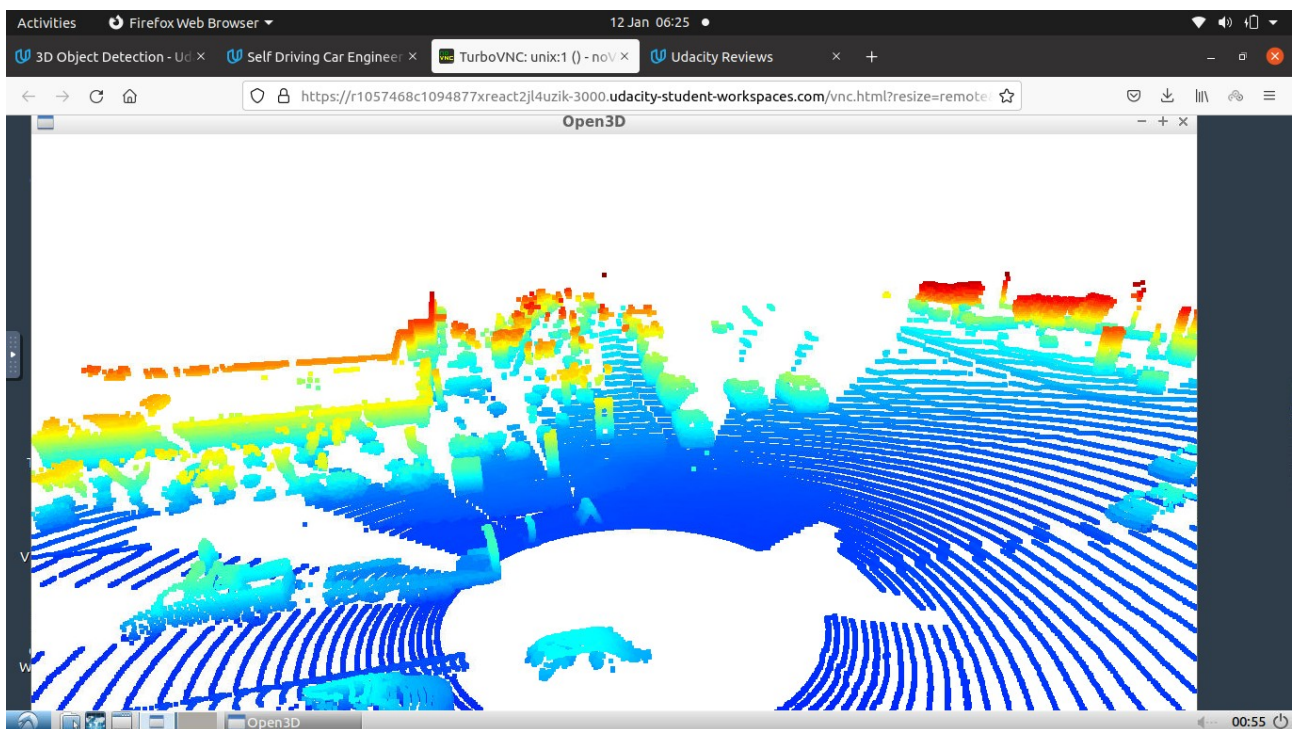 Activities Firefox Web Browser 12 Jan 06:25
3D Object Detection - Ud Self Driving Car Engineer TurboVNC: unix:1 () - noV Udacity Reviews
https://r1057468c1094877xreact2jl4uzik-3000.udacity-student-workspaces.com/vnc.html?resize=remote
Open3D
V
W
Open3D 00:55